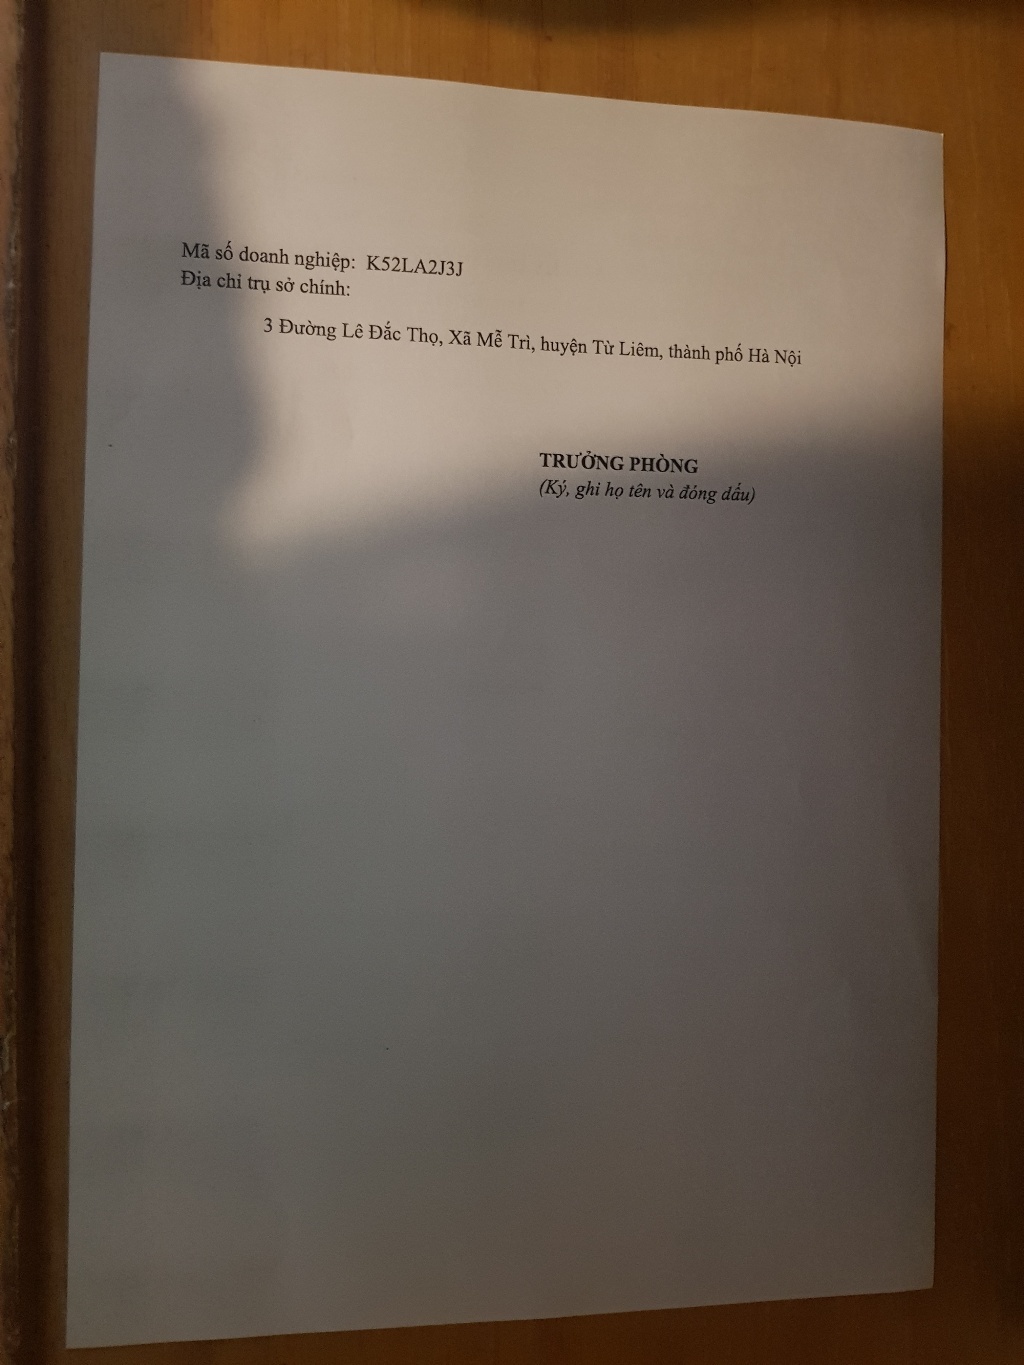 Mã số doanh nghiệp: K52LA2J3J
Địa chỉ trụ sở chính:
3 Đường Lê Đắc Thọ, Xã Mễ Trì, huyện Từ Liêm, thành phố Hà Nội
TRƯỞNG PHÒNG
(Ký, ghi họ tên và đóng dấu)